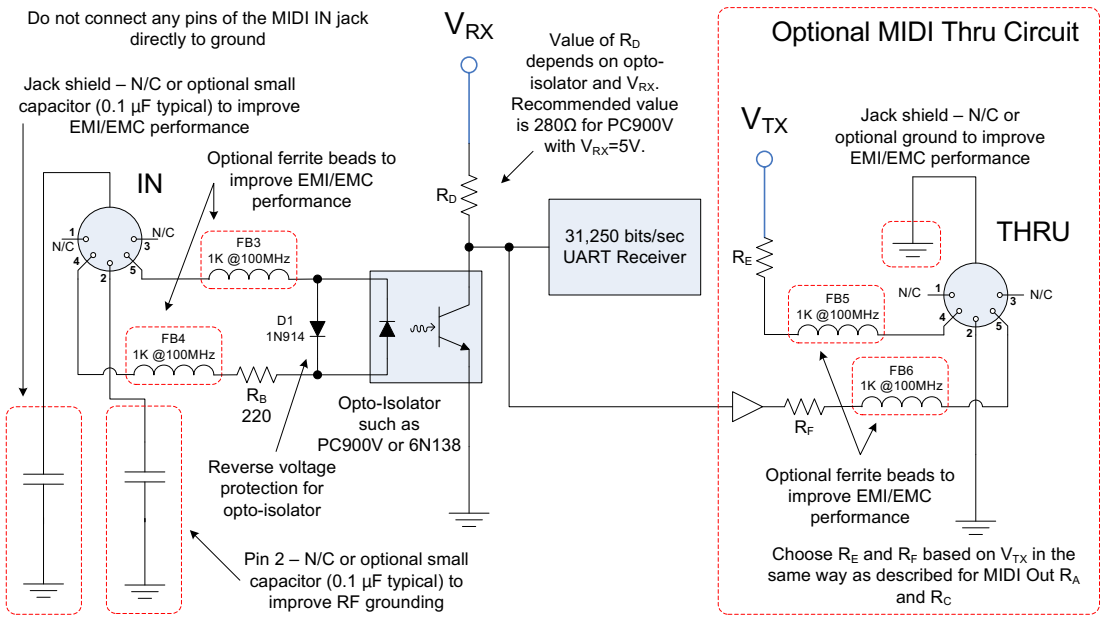 Do not connect any pins of the MIDI IN jack
directly to ground
Jack shield – N/C or optional small
capacitor (0.1 µF typical) to improve
EMI/EMC performance
Optional ferrite beads to
improve EMI/EMC
performance
IN
1
N/C
3
N/C
4
2
5
FB3
1K @100MHz
FB4
1K @100MHz
R_B
220
D1
1N914
Reverse voltage
protection for
opto-isolator
Pin 2 – N/C or optional small
capacitor (0.1 µF typical) to
improve RF grounding
V_RX
R_D
Value of R_D
depends on opto-
isolator and V_RX.
Recommended value
is 280Ω for PC900V
with V_RX=5V.
31,250 bits/sec
UART Receiver
Opto-Isolator
such as
PC900V or 6N138
Optional MIDI Thru Circuit
V_TX
Jack shield – N/C or
optional ground to improve
EMI/EMC performance
THRU
R_E
N/C
1
3
N/C
4
2
5
FB5
1K @100MHz
FB6
1K @100MHz
R_F
Optional ferrite beads to
improve EMI/EMC
performance
Choose R_E and R_F based on V_TX in the
same way as described for MIDI Out R_A
and R_C